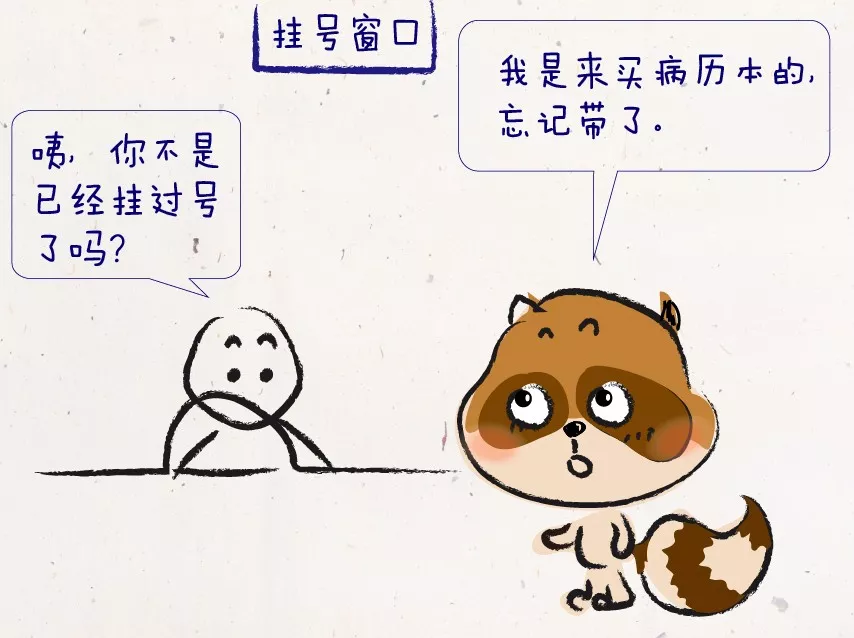 挂号窗口
咦，你不是
已经挂过号
了吗？
我是来买病历本的，
忘记带了。